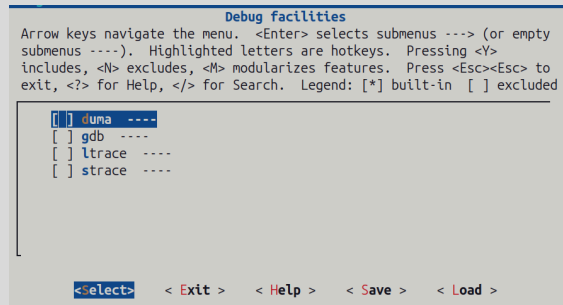 Debug facilities
Arrow keys navigate the menu.  <Enter> selects submenus ---> (or empty
submenus ----).  Highlighted letters are hotkeys.  Pressing <Y>
includes, <N> excludes, <M> modularizes features.  Press <Esc><Esc> to
exit, <?> for Help, </> for Search.  Legend: [*] built-in  [ ] excluded
[ ] duma  ----
[ ] gdb  ----
[ ] ltrace  ----
[ ] strace  ----
<Select>    < Exit >    < Help >    < Save >    < Load >